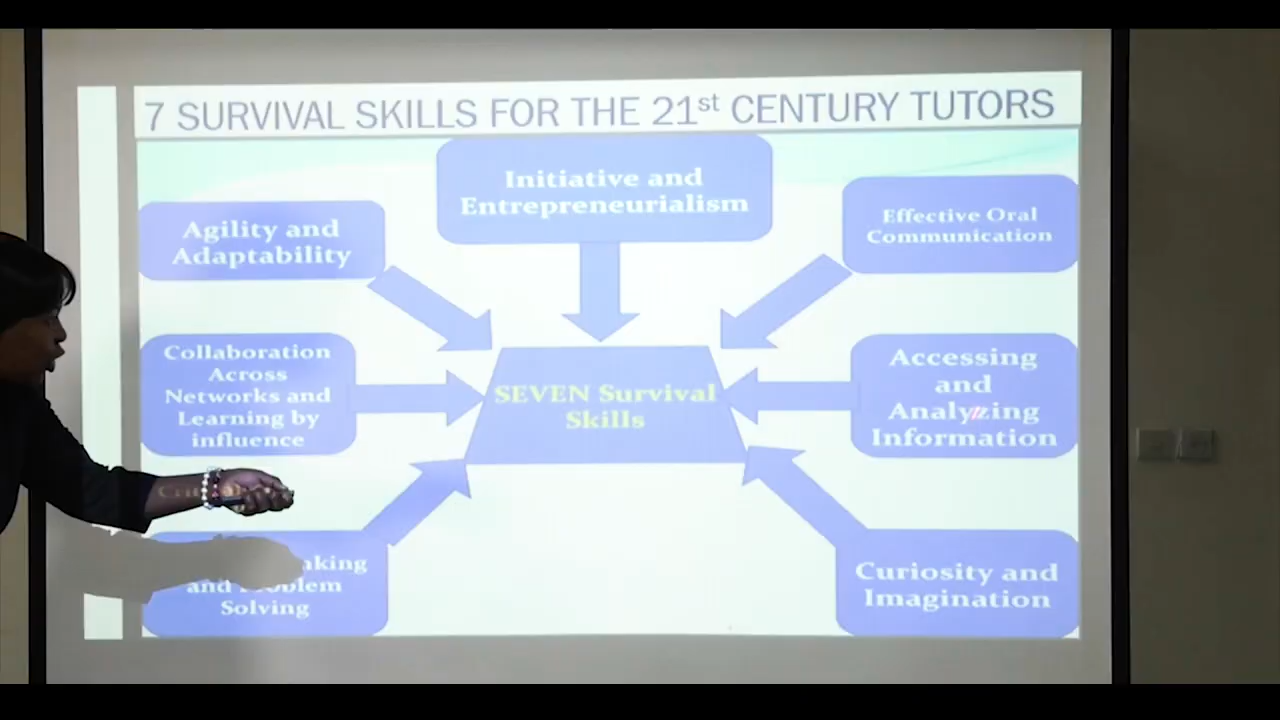 7 SURVIVAL SKILLS FOR THE 21st CENTURY TUTORS
Initiative and
Entrepreneurialism
Agility and
Adaptability
Effective Oral
Communication
Collaboration
Across
Networks and
Learning by
influence
SEVEN Survival
Skills
Accessing
and
Analyzing
Information
and Problem
Solving
Curiosity and
Imagination